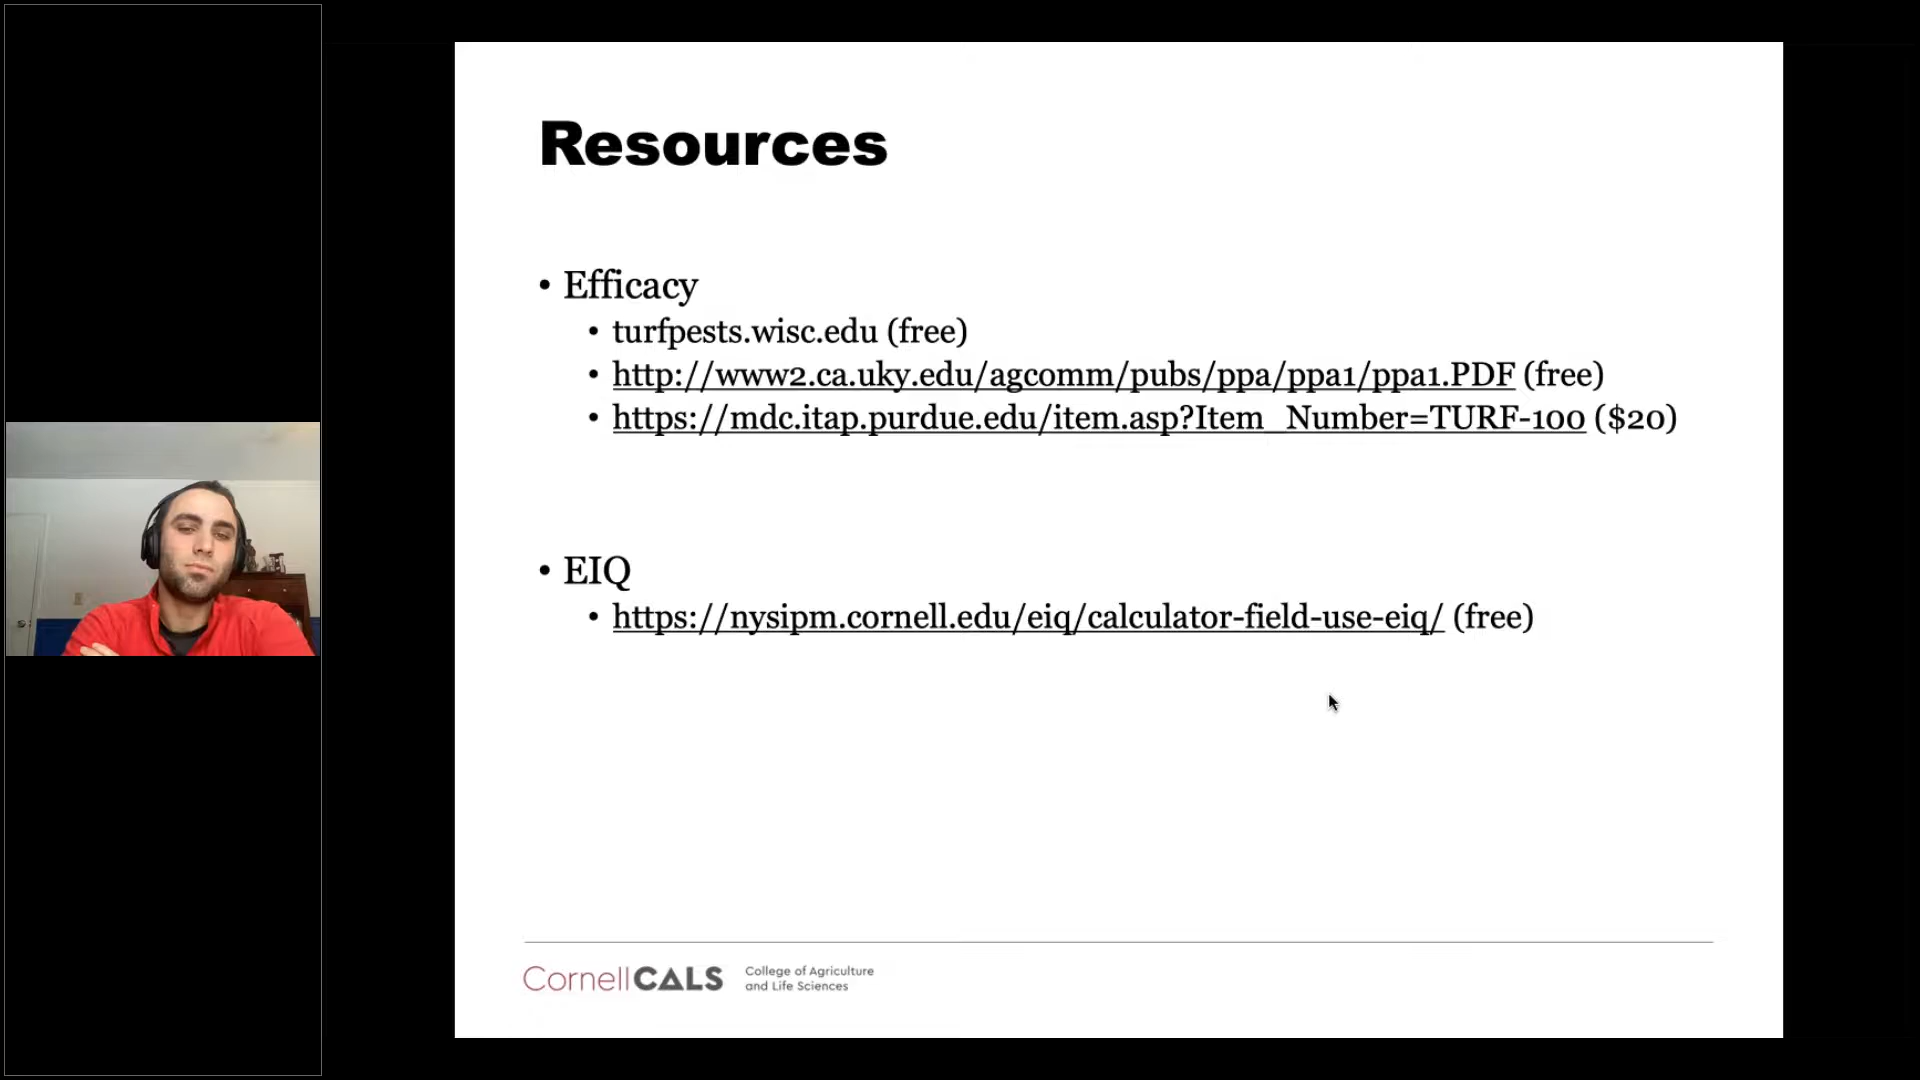 Resources
• Efficacy
• turfpests.wisc.edu (free)
• http://www2.ca.uky.edu/agcomm/pubs/ppa/ppa1/ppa1.PDF (free)
• https://mdc.itap.purdue.edu/item.asp?Item_Number=TURF-100 ($20)
• EIQ
• https://nysipm.cornell.edu/eiq/calculator-field-use-eiq/ (free)
CornellCALS
College of Agriculture
and Life Sciences